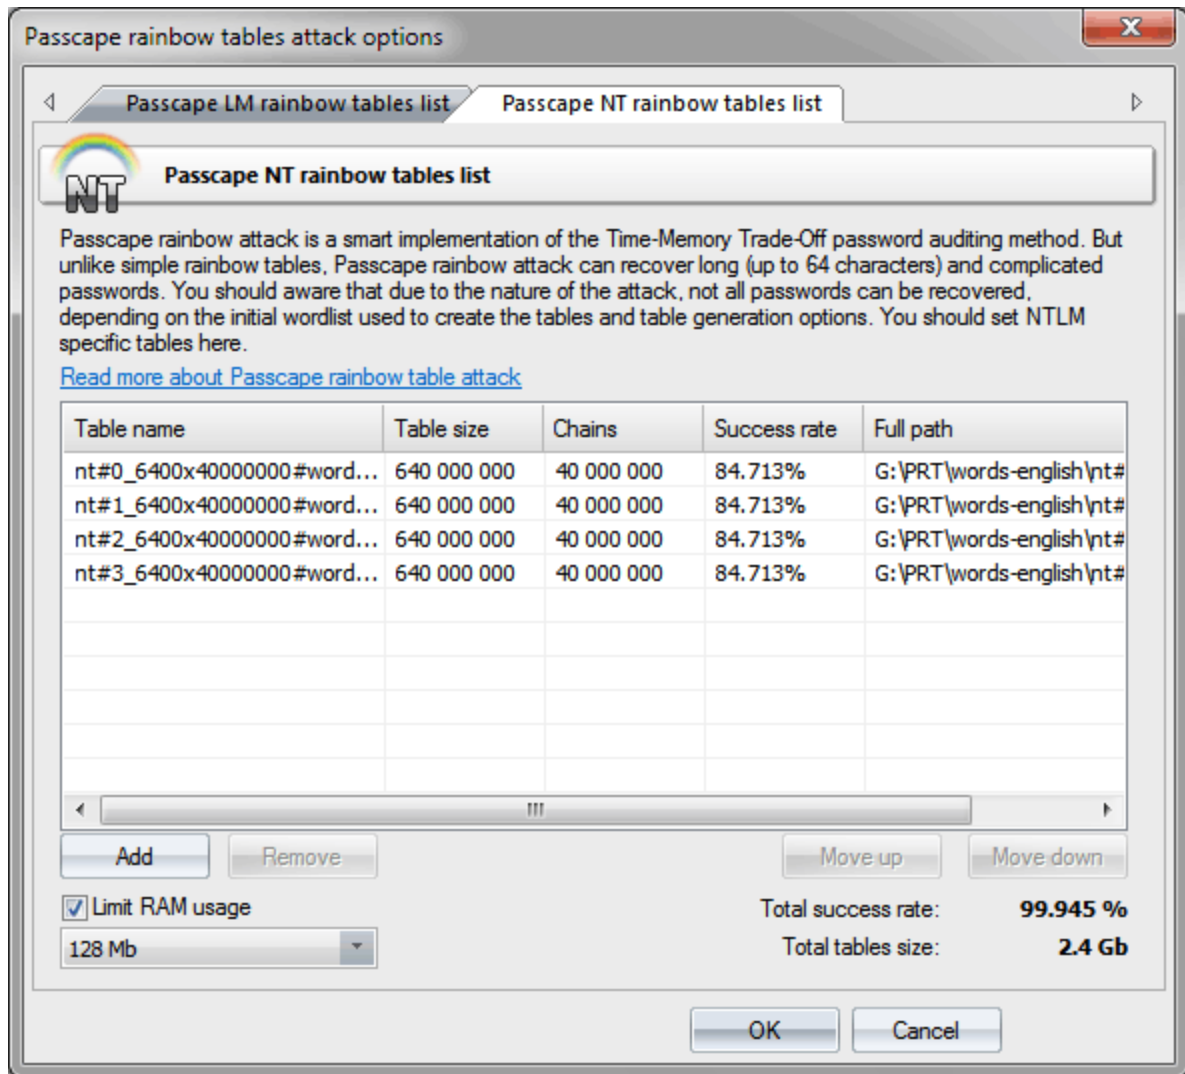 Passcape rainbow tables attack options
Passcape LM rainbow tables list
Passcape NT rainbow tables list
NT
Passcape NT rainbow tables list
Passcape rainbow attack is a smart implementation of the Time-Memory Trade-Off password auditing method. But
unlike simple rainbow tables, Passcape rainbow attack can recover long (up to 64 characters) and complicated
passwords. You should aware that due to the nature of the attack, not all passwords can be recovered,
depending on the initial wordlist used to create the tables and table generation options. You should set NTLM
specific tables here.
Read more about Passcape rainbow table attack
Table name Table size Chains Success rate Full path
nt#0_6400x40000000#word... 640 000 000 40 000 000 84.713% G:\PRT\words-english\nt#
nt#1_6400x40000000#word... 640 000 000 40 000 000 84.713% G:\PRT\words-english\nt#
nt#2_6400x40000000#word... 640 000 000 40 000 000 84.713% G:\PRT\words-english\nt#
nt#3_6400x40000000#word... 640 000 000 40 000 000 84.713% G:\PRT\words-english\nt#
Add Remove Move up Move down
Limit RAM usage Total success rate: 99.945 %
128 Mb Total tables size: 2.4 Gb
OK Cancel